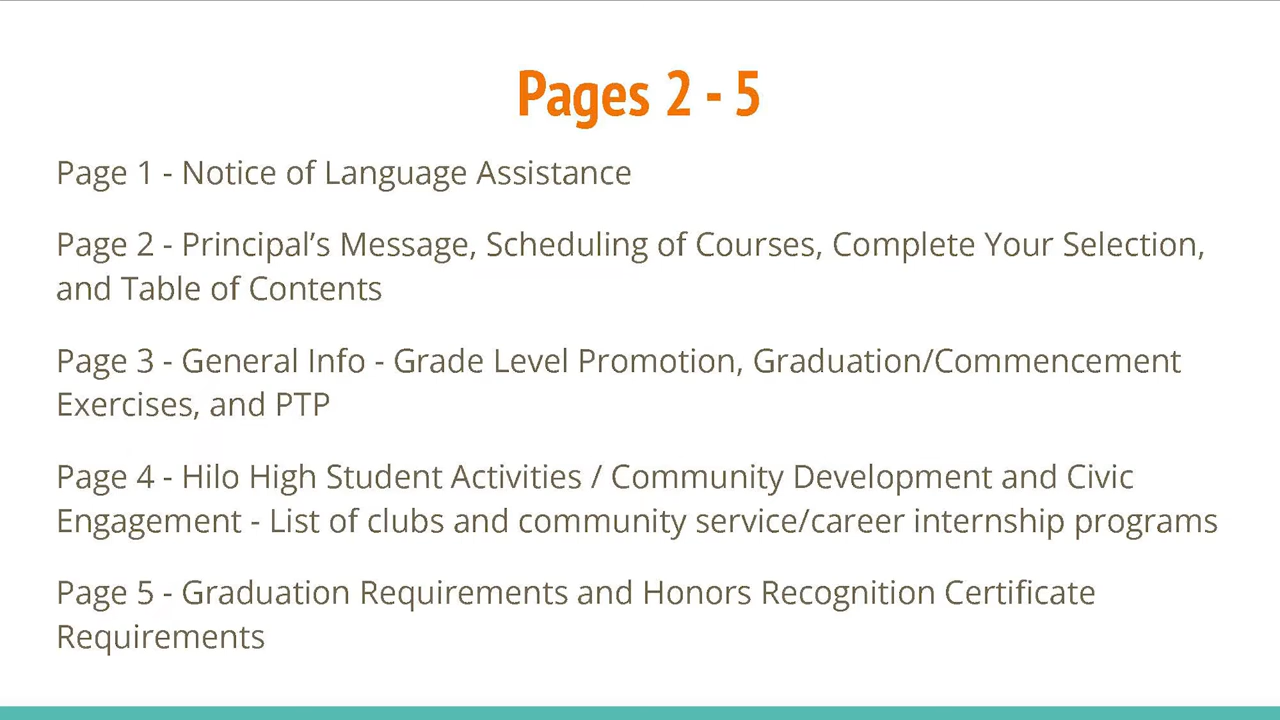 Pages 2 - 5
Page 1 - Notice of Language Assistance
Page 2 - Principal’s Message, Scheduling of Courses, Complete Your Selection,
and Table of Contents
Page 3 - General Info - Grade Level Promotion, Graduation/Commencement
Exercises, and PTP
Page 4 - Hilo High Student Activities / Community Development and Civic
Engagement - List of clubs and community service/career internship programs
Page 5 - Graduation Requirements and Honors Recognition Certificate
Requirements